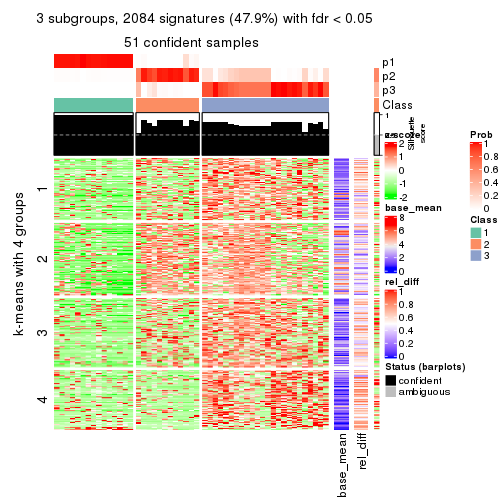 3 subgroups, 2084 signatures (47.9%) with fdr < 0.05
51 confident samples
p1
p2
p3
Class
1
Silhouette
score
k-means with 4 groups
1
2
3
4
base_mean
rel_diff
z-score
2
1
0
-1
-2
base_mean
8
6
4
2
0
rel_diff
1
0.8
0.6
0.4
0.2
0
Status (barplots)
confident
ambiguous
Prob
1
0.8
0.6
0.4
0.2
0
Class
1
2
3